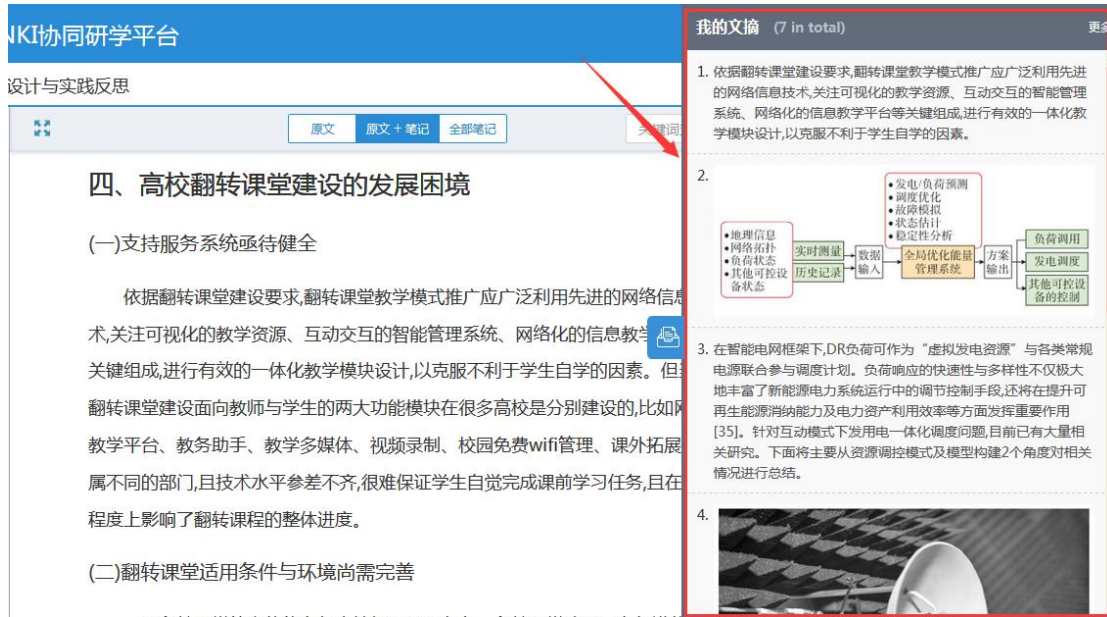 NKI协同研学平台
设计与实践反思
原文
原文+笔记
全部笔记
四、高校翻转课堂建设的发展困境
(一)支持服务系统亟待健全
依据翻转课堂建设要求,翻转课堂教学模式推广应广泛利用先进的网络信息
术,关注可视化的教学资源、互动交互的智能管理系统、网络化的信息教学
关键组成,进行有效的一体化教学模块设计,以克服不利于学生自学的因素。但
翻转课堂建设面向教师与学生的两大功能模块在很多高校是分别建设的,比如
教学平台、教务助手、教学多媒体、视频录制、校园免费wifi管理、课外拓展
属不同的部门,且技术水平参差不齐,很难保证学生自觉完成课前学习任务,且在
程度上影响了翻转课程的整体进度。
(二)翻转课堂适用条件与环境尚需完善
我的文摘 (7 in total)
更多
1. 依据翻转课堂建设要求,翻转课堂教学模式推广应广泛利用先进
的网络信息技术,关注可视化的教学资源、互动交互的智能管理
系统、网络化的信息教学平台等关键组成,进行有效的一体化教
学模块设计,以克服不利于学生自学的因素。
2.
•地理信息
•网络拓扑
•负荷状态
•其他可控设
备状态
实时测量
历史记录
数据
输入
•发电/负荷预测
•调度优化
•故障模拟
•状态估计
•稳定性分析
全局优化能量
管理系统
方案
输出
负荷调用
发电调度
其他可控设
备的控制
3. 在智能电网框架下,DR负荷可作为“虚拟发电资源”与各类常规
电源联合参与调度计划。负荷响应的快速性与多样性不仅极大
地丰富了新能源电力系统运行中的调节控制手段,还将在提升可
再生能源消纳能力及电力资产利用效率等方面发挥重要作用
[35]。针对互动模式下发用电一体化调度问题,目前已有大量相
关研究。下面将主要从资源调控模式及模型构建2个角度对相关
情况进行总结。
4.